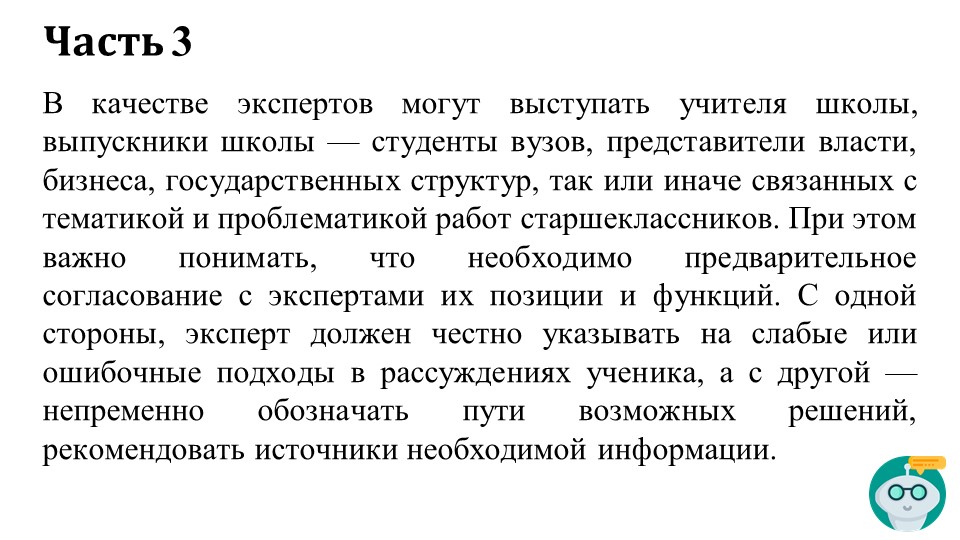 Часть 3
В качестве экспертов могут выступать учителя школы,
выпускники школы — студенты вузов, представители власти,
бизнеса, государственных структур, так или иначе связанных с
тематикой и проблематикой работ старшеклассников. При этом
важно понимать, что необходимо предварительное
согласование с экспертами их позиции и функций. С одной
стороны, эксперт должен честно указывать на слабые или
ошибочные подходы в рассуждениях ученика, а с другой —
непременно обозначать пути возможных решений,
рекомендовать источники необходимой информации.